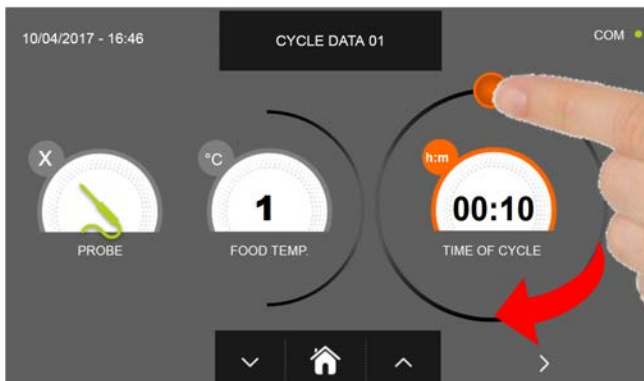 10/04/2017 - 16:46
CYCLE DATA 01
COM
X
°C
h:m
1
00:10
PROBE
FOOD TEMP.
TIME OF CYCLE